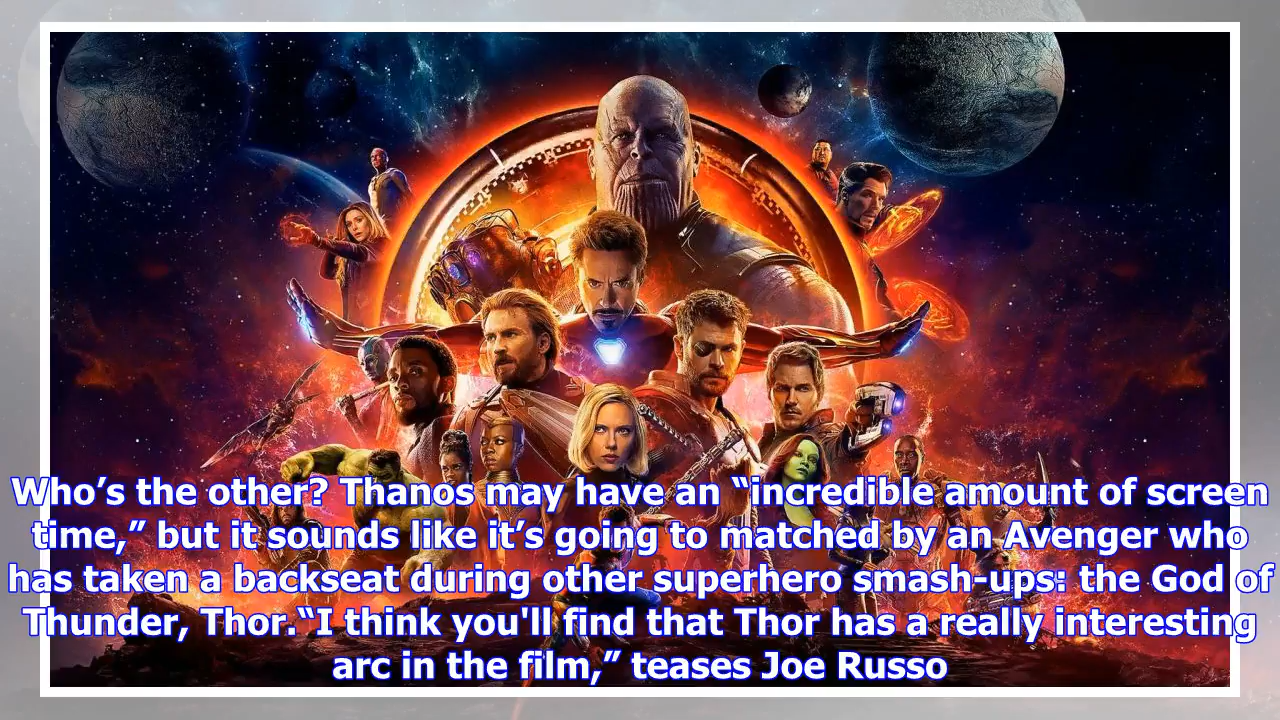 Who’s the other? Thanos may have an “incredible amount of screen
time,” but it sounds like it’s going to matched by an Avenger who
has taken a backseat during other superhero smash-ups: the God of
Thunder, Thor.“I think you'll find that Thor has a really interesting
arc in the film,” teases Joe Russo